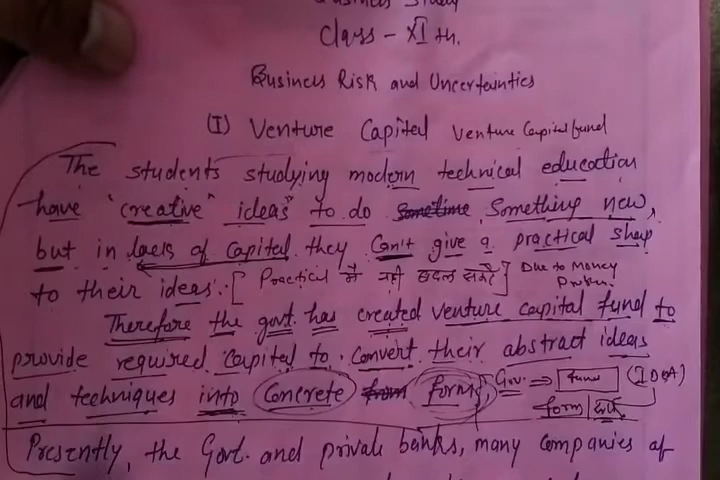 Business Study
Class - XI th.
Business Risk and Uncertainties
(I) Venture Capital Venture Capital fund
The students studying modern technical education
have "creative" ideas" to do sometime Something new,
but in lack of capital they Can't give a practical shap
to their ideas. [Practical में नही बदल सकते] Due to Money
Problem.
Therefore the govt. has created venture capital fund to
provide required capital to convert their abstract ideas
and techniques into Concrete from forms, Gov. ⇒ fund (IDEA)
form
Presently, the Govt. and private banks, many companies of